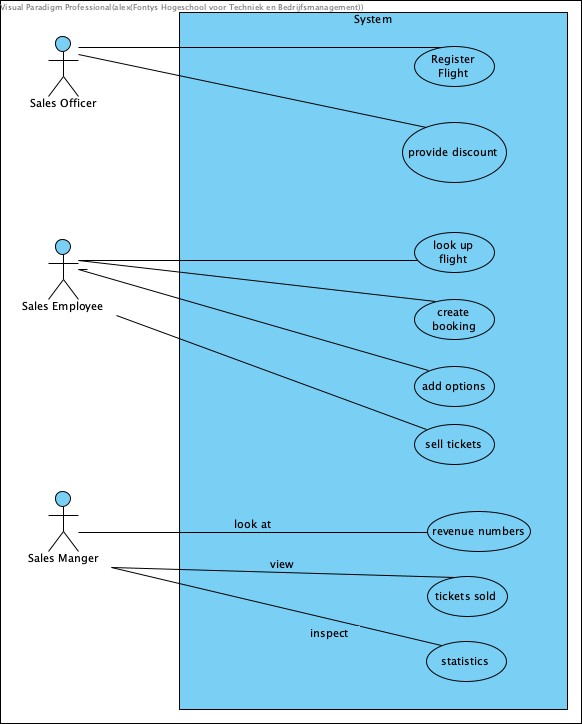 Visual Paradigm Professional(alex(Fontys Hogeschool voor Techniek en Bedrijfsmanagement))
System
Register
Flight
Sales Officer
provide discount
look up
flight
Sales Employee
create
booking
add options
sell tickets
look at
revenue numbers
Sales Manger
view
tickets sold
inspect
statistics